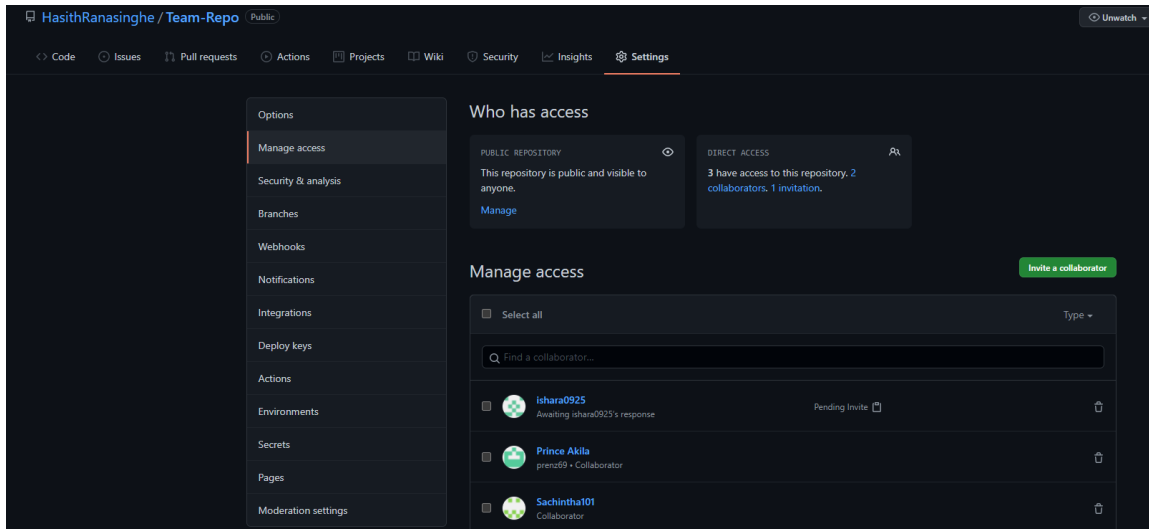 HasithRanasinghe / Team-Repo Public
Unwatch
Code Issues Pull requests Actions Projects Wiki Security Insights Settings
Options
Manage access
Security & analysis
Branches
Webhooks
Notifications
Integrations
Deploy keys
Actions
Environments
Secrets
Pages
Moderation settings
Who has access
PUBLIC REPOSITORY
This repository is public and visible to
anyone.
Manage
DIRECT ACCESS
3 have access to this repository. 2
collaborators. 1 invitation.
Manage access
Invite a collaborator
Select all
Type
Find a collaborator...
ishara0925
Awaiting ishara0925's response
Pending Invite
Prince Akila
prenz69 • Collaborator
Sachintha101
Collaborator